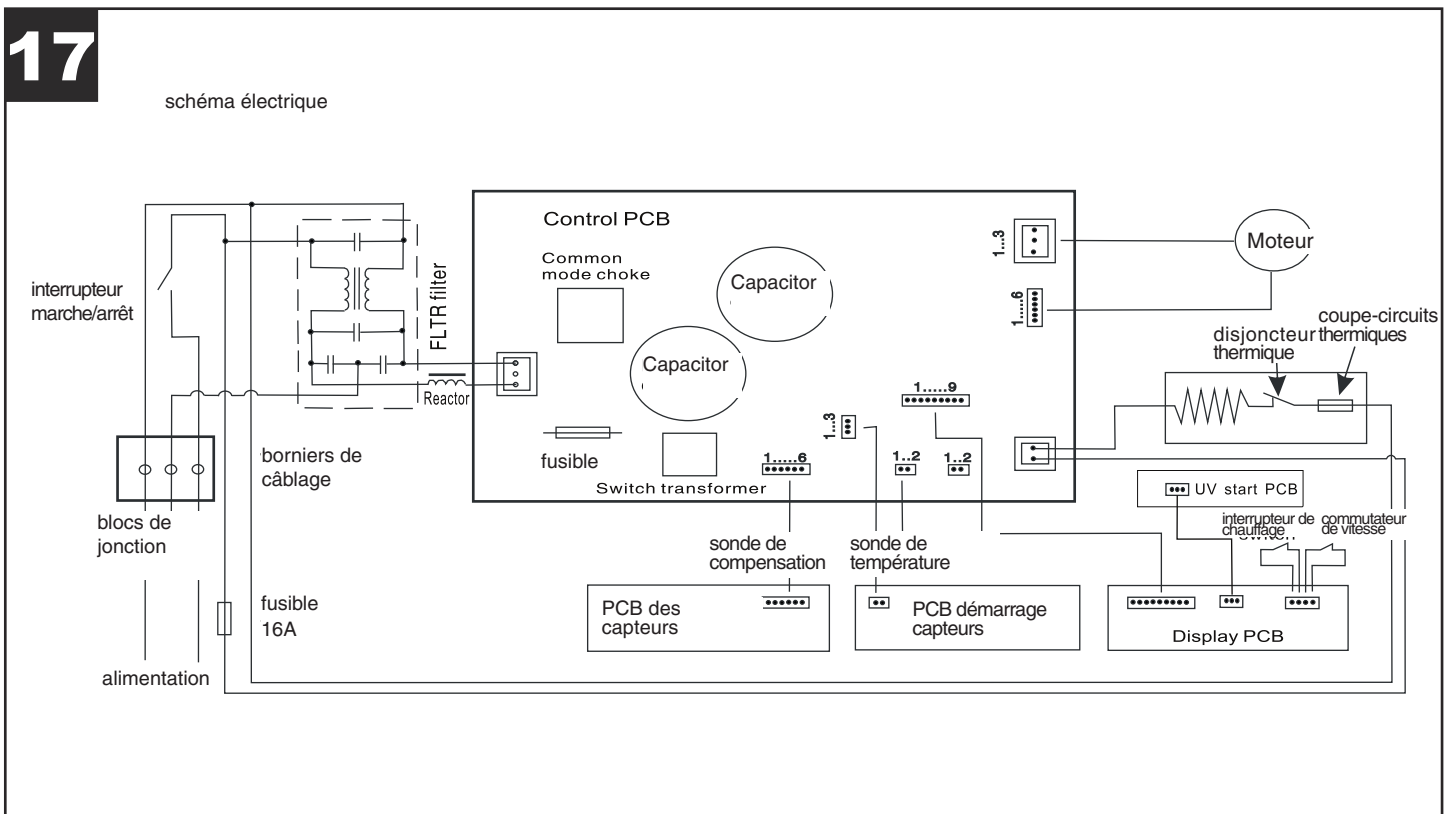 17
schéma électrique
Control PCB
Common
mode choke
Capacitor
Capacitor
FLTR filter
Reactor
interrupteur
marche/arrêt
1...3
Moteur
1.....6
coupe-circuits
thermiques
disjoncteur
thermique
1.....9
1...3
fusible
Switch transformer
1.....6
1..2
1..2
borniers de
câblage
blocs de
jonction
UV start PCB
interrupteur de
chauffage
commutateur
de vitesse
sonde de
compensation
sonde de
température
fusible
16A
PCB des
capteurs
PCB démarrage
capteurs
Display PCB
alimentation